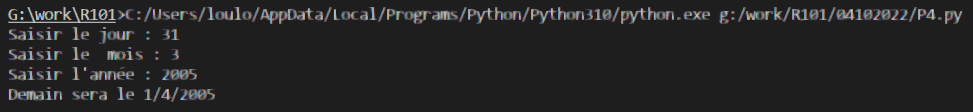 G:\work\R101>C:/Users/loulo/AppData/Local/Programs/Python/Python310/python.exe g:/work/R101/04102022/P4.py
Saisir le jour : 31
Saisir le  mois : 3
Saisir l'année : 2005
Demain sera le 1/4/2005